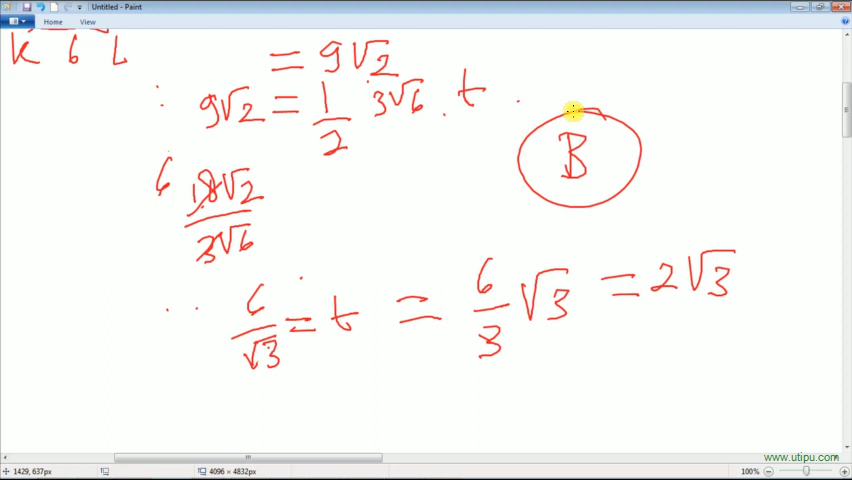 Untitled - Paint
Home View
K 6 L
= 9√2
∴ 9√2 = 1/2 · 3√6 . t .
B
6 18√2 / 3√6
6/√3 = t = 6/3 √3 = 2√3
www.utipu.com
1429, 637px 4096 × 4832px 100%